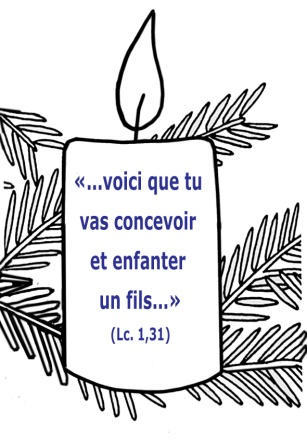 «...voici que tu
vas concevoir
et enfanter
un fils...»
(Lc. 1,31)